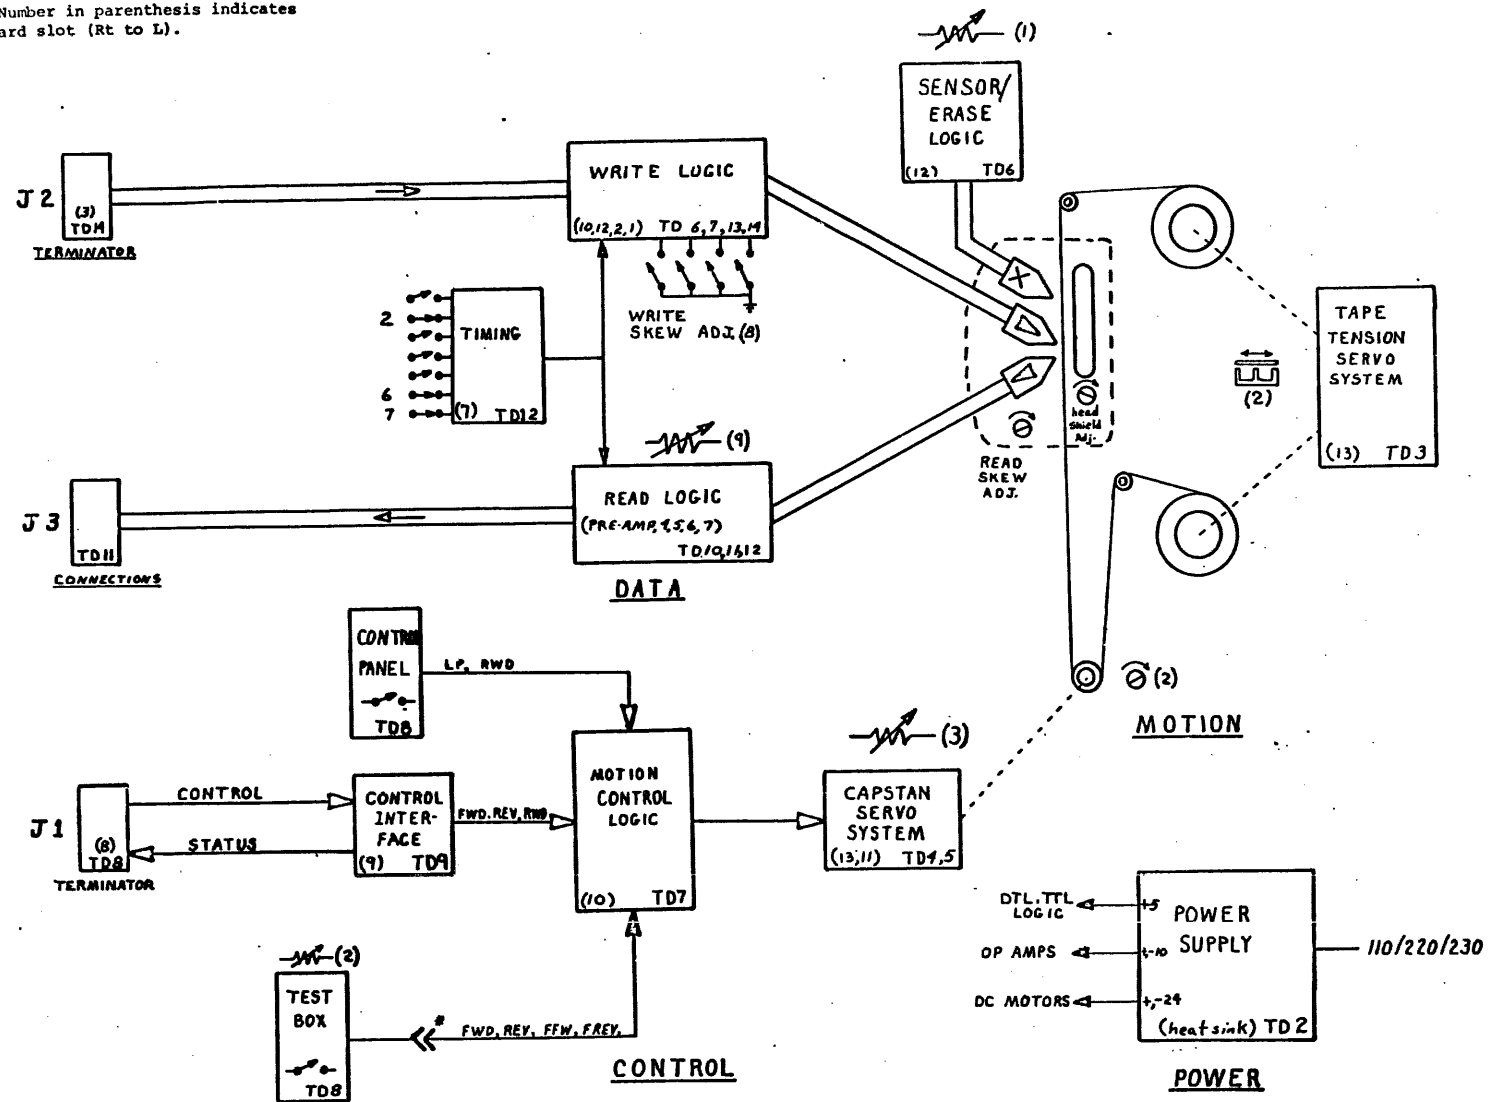 Number in parenthesis indicates
ard slot (Rt to L).
(1)
SENSOR/
ERASE
LOGIC
(12) TD6
J2
(3)
TD14
TERMINATOR
WRITE LOGIC
(10,12,2,1) TD 6,7,13,14
WRITE
SKEW ADJ. (8)
2
6
7
TIMING
(7) TD12
head
shield
Adj.
READ
SKEW
ADJ.
(2)
TAPE
TENSION
SERVO
SYSTEM
(13) TD3
J3
TD11
CONNECTIONS
(9)
READ LOGIC
(PRE-AMP, 4,5,6,7)
TD10,11,12
DATA
CONTROL
PANEL
TD8
LP, RWD
(2)
MOTION
J1
(8)
TD8
TERMINATOR
CONTROL
STATUS
CONTROL
INTER-
FACE
(9) TD9
FWD. REV, RWD
MOTION
CONTROL
LOGIC
(10) TD7
(3)
CAPSTAN
SERVO
SYSTEM
(13,11) TD4,5
(2)
TEST
BOX
TD8
*
FWD, REV, FFW, FREV.
CONTROL
DTL, TTL
LOGIC
+5
OP AMPS
+,-10
DC MOTORS
+,-24
POWER
SUPPLY
(heat sink) TD2
110/220/230
POWER